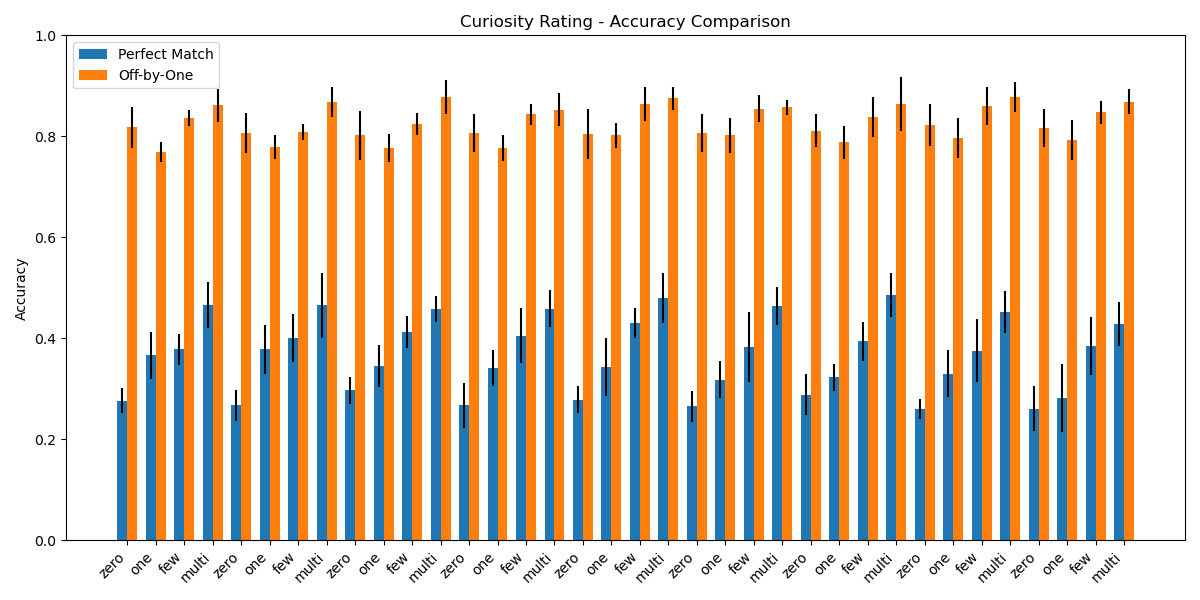 Curiosity Rating - Accuracy Comparison
Perfect Match
Off-by-One
Accuracy
1.0
0.8
0.6
0.4
0.2
0.0
zero one few multi zero one few multi zero one few multi zero one few multi zero one few multi zero one few multi zero one few multi zero one few multi zero one few multi